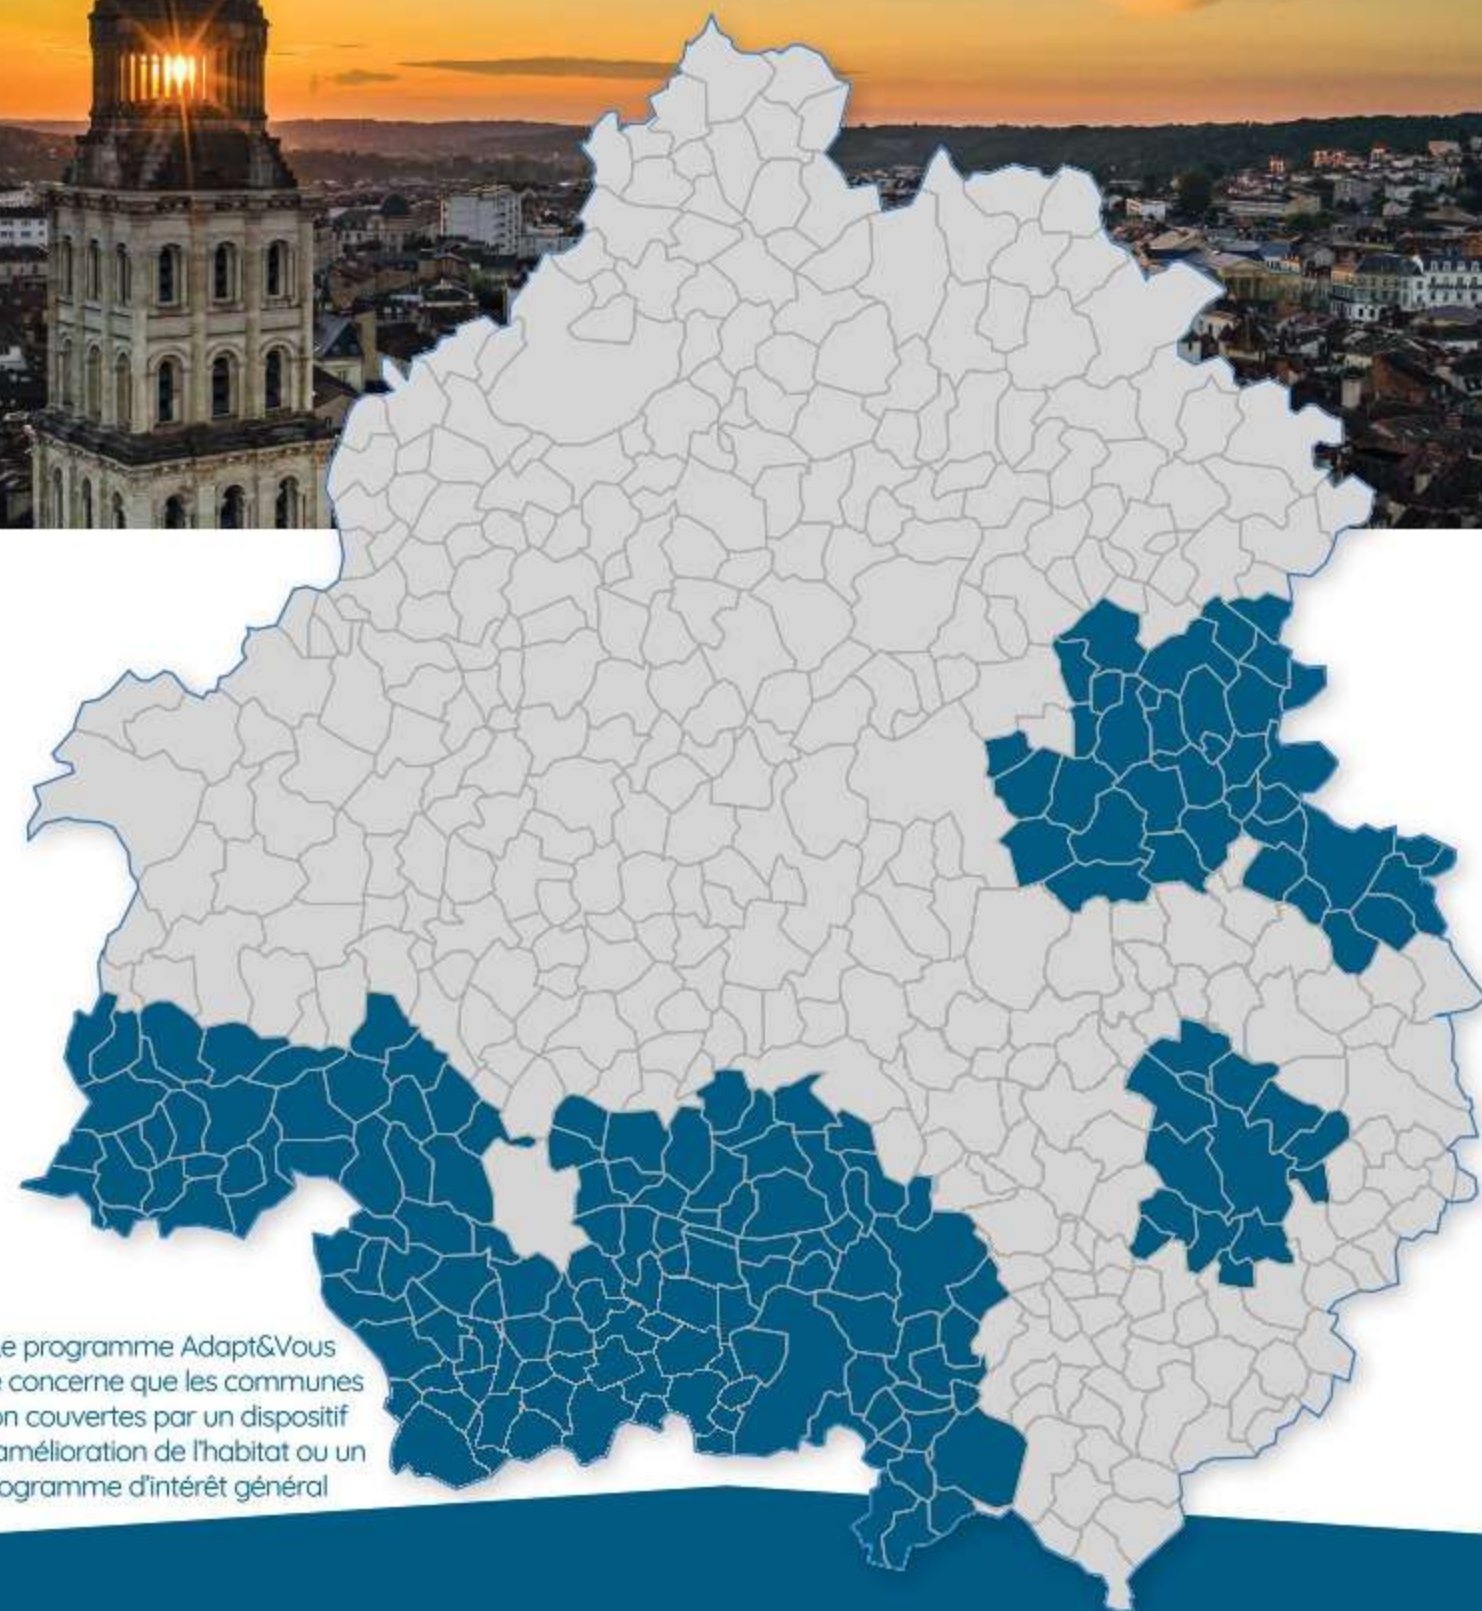 e programme Adapt&Vous
e concerne que les communes
on couvertes par un dispositif
amélioration de l'habitat ou un
ogramme d'intérêt général